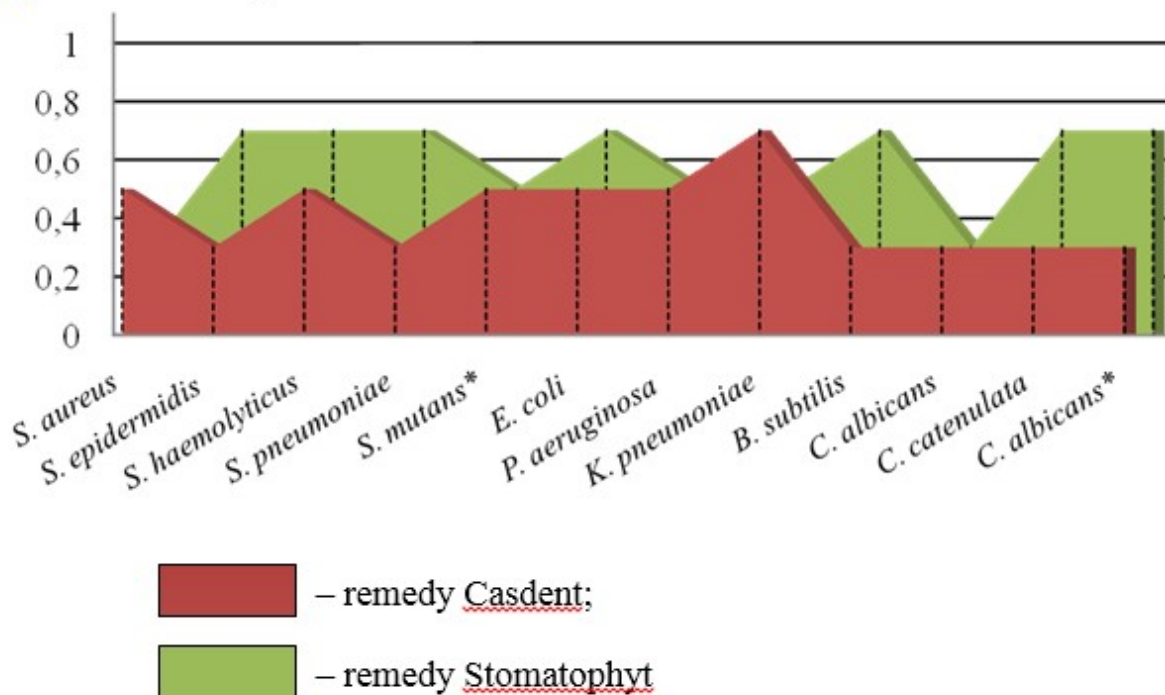 1
0,8
0,6
0,4
0,2
0
S. aureus
S. epidermidis
S. haemolyticus
S. pneumoniae
S. mutans*
E. coli
P. aeruginosa
K. pneumoniae
B. subtilis
C. albicans
C. catenulata
C. albicans*
– remedy Casdent;
– remedy Stomatophyt